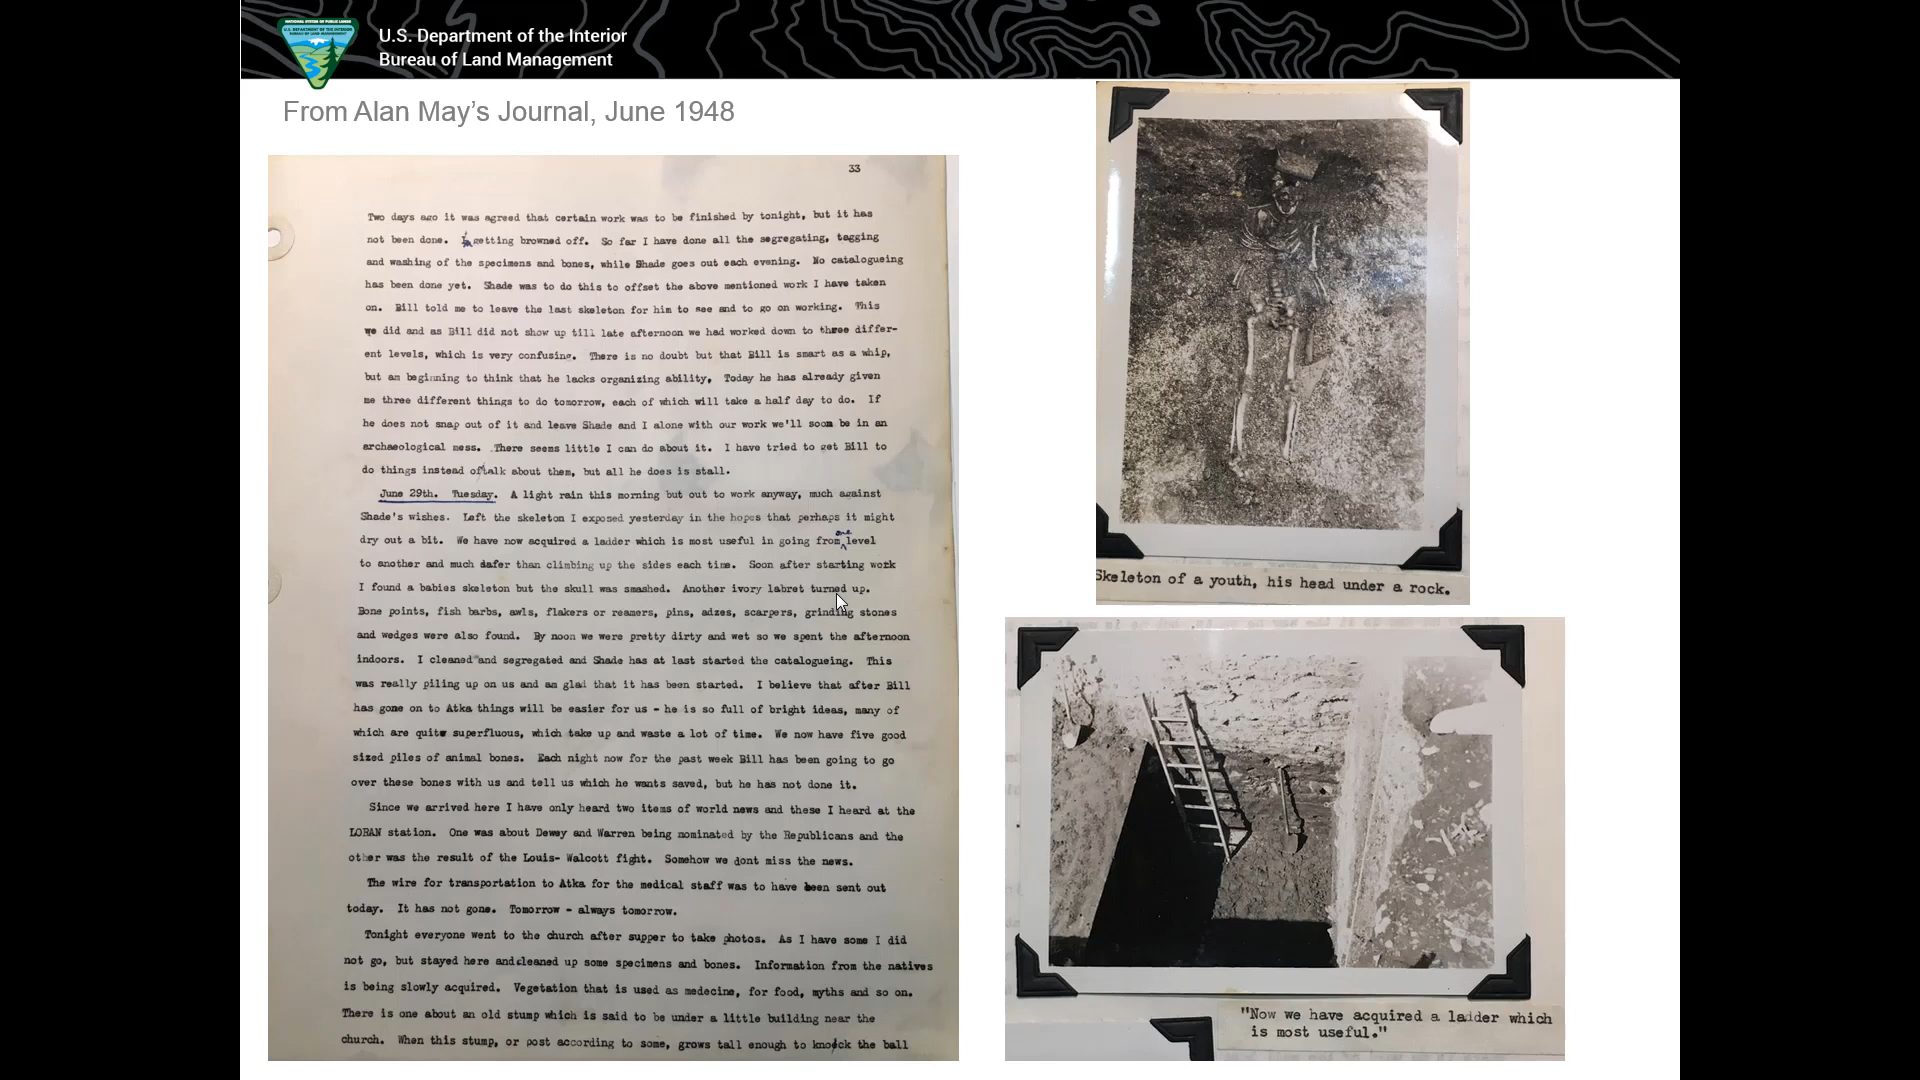 NATIONAL SYSTEM OF PUBLIC LANDS
U.S. DEPARTMENT OF THE INTERIOR
BUREAU OF LAND MANAGEMENT
U.S. Department of the Interior
Bureau of Land Management
From Alan May's Journal, June 1948
33
Two days ago it was agreed that certain work was to be finished by tonight, but it has
not been done. getting browned off. So far I have done all the segregating, tagging
and washing of the specimens and bones, while Shade goes out each evening. No catalogueing
has been done yet. Shade was to do this to offset the above mentioned work I have taken
on. Bill told me to leave the last skeleton for him to see and to go on working. This
we did and as Bill did not show up till late afternoon we had worked down to three differ-
ent levels, which is very confusing. There is no doubt but that Bill is smart as a whip,
but am beginning to think that he lacks organizing ability, Today he has already given
me three different things to do tomorrow, each of which will take a half day to do. If
he does not snap out of it and leave Shade and I alone with our work we'll soon be in an
archaeological mess. There seems little I can do about it. I have tried to get Bill to
do things instead of talk about them, but all he does is stall.
June 29th. Tuesday. A light rain this morning but out to work anyway, much against
Shade's wishes. Left the skeleton I exposed yesterday in the hopes that perhaps it might
dry out a bit. We have now acquired a ladder which is most useful in going from one level
to another and much safer than climbing up the sides each time. Soon after starting work
I found a babies skeleton but the skull was smashed. Another ivory labret turned up.
Bone points, fish barbs, awls, flakers or reamers, pins, adzes, scarpers, grinding stones
and wedges were also found. By noon we were pretty dirty and wet so we spent the afternoon
indoors. I cleaned and segregated and Shade has at last started the catalogueing. This
was really piling up on us and am glad that it has been started. I believe that after Bill
has gone on to Atka things will be easier for us - he is so full of bright ideas, many of
which are quite superfluous, which take up and waste a lot of time. We now have five good
sized piles of animal bones. Each night now for the past week Bill has been going to go
over these bones with us and tell us which he wants saved, but he has not done it.
Since we arrived here I have only heard two items of world news and these I heard at the
LORAN station. One was about Dewey and Warren being nominated by the Republicans and the
other was the result of the Louis- Walcott fight. Somehow we dont miss the news.
The wire for transportation to Atka for the medical staff was to have been sent out
today. It has not gone. Tomorrow - always tomorrow.
Tonight everyone went to the church after supper to take photos. As I have some I did
not go, but stayed here and cleaned up some specimens and bones. Information from the natives
is being slowly acquired. Vegetation that is used as medecine, for food, myths and so on.
There is one about an old stump which is said to be under a little building near the
church. When this stump, or post according to some, grows tall enough to knock the ball
Skeleton of a youth, his head under a rock.
"Now we have acquired a ladder which
is most useful."